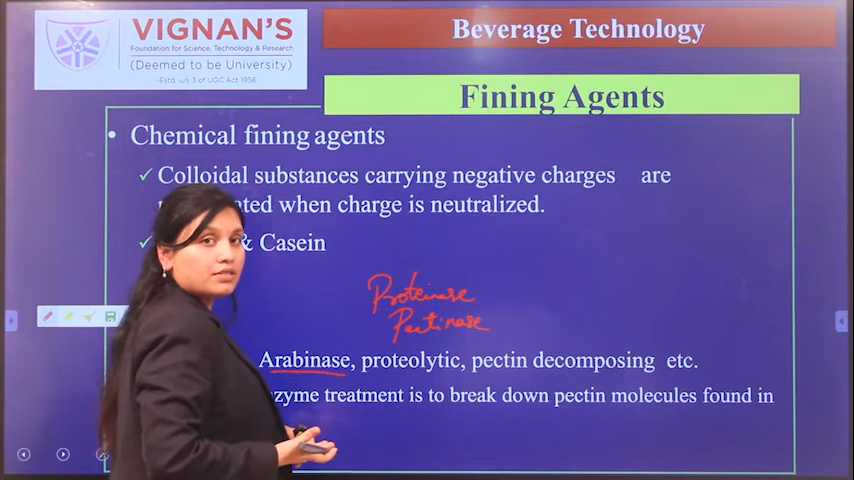 VIGNAN'S
Foundation for Science, Technology & Research
(Deemed to be University)
-Estd. u/s 3 of UGC Act 1956
Beverage Technology
Fining Agents
• Chemical fining agents
✓ Colloidal substances carrying negative charges are
when charge is neutralized.
✓ & Casein
Proteinase
Pectinase
Arabinase, proteolytic, pectin decomposing etc.
treatment is to break down pectin molecules found in